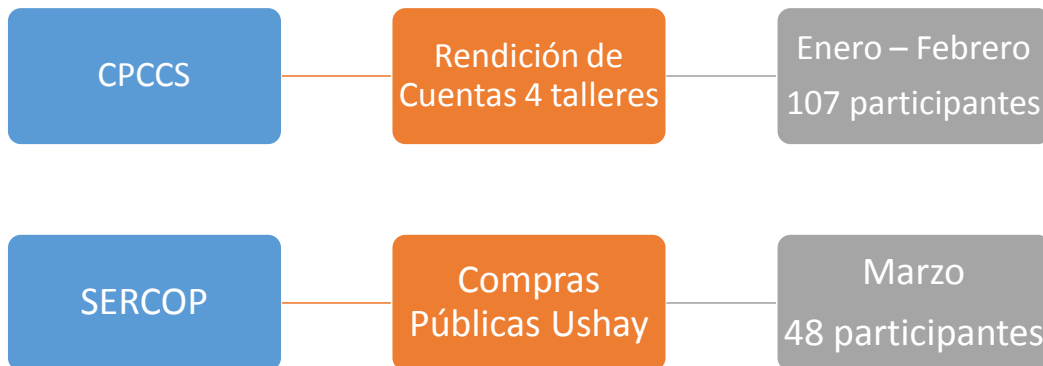 CPCCS
Rendición de
Cuentas 4 talleres
Enero – Febrero
107 participantes
SERCOP
Compras
Públicas Ushay
Marzo
48 participantes